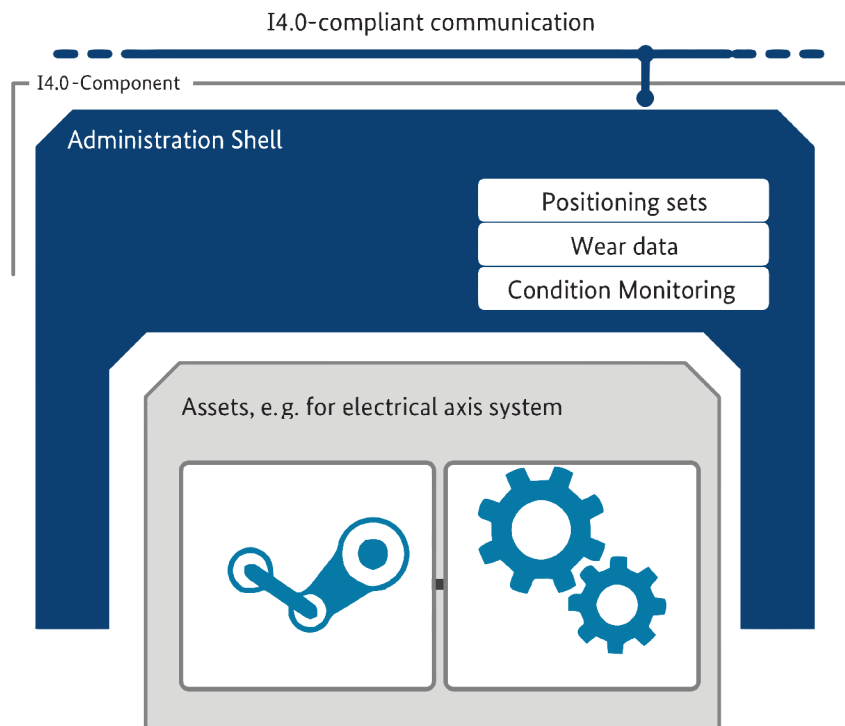 I4.0-compliant communication
I4.0-Component
Administration Shell
Positioning sets
Wear data
Condition Monitoring
Assets, e. g. for electrical axis system